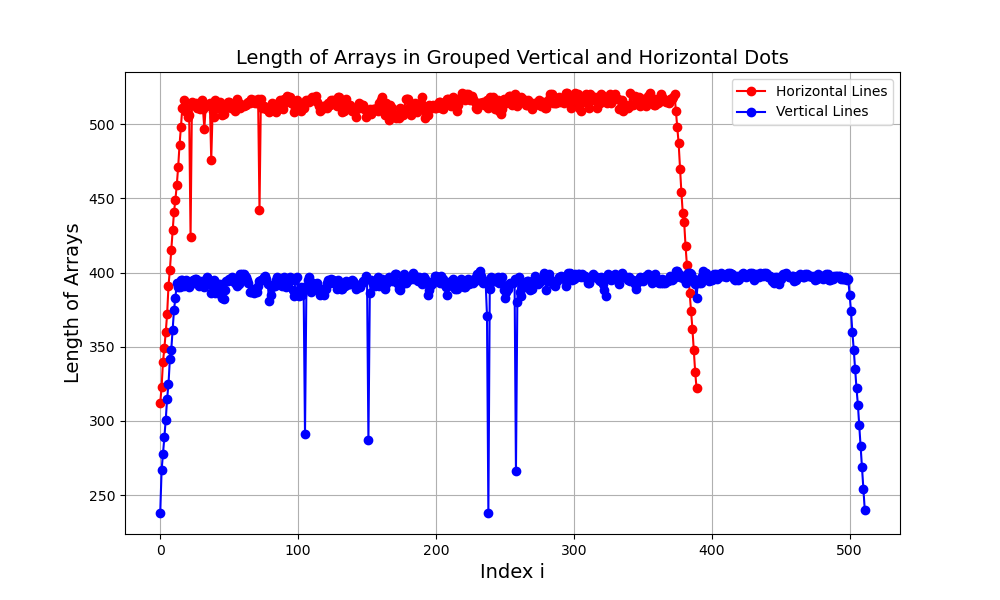 Length of Arrays in Grouped Vertical and Horizontal Dots
Horizontal Lines
Vertical Lines
500
450
400
350
300
250
Length of Arrays
0 100 200 300 400 500
Index i